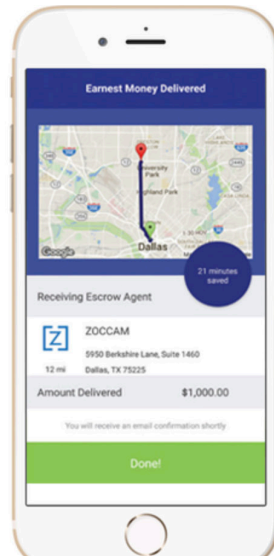 Earnest Money Delivered
University
Park
Highland Park
Dallas
Google
21 minutes
saved
Receiving Escrow Agent
Z
ZOCCAM
5950 Berkshire Lane, Suite 1460
12 mi
Dallas, TX 75225
Amount Delivered
$1,000.00
You will receive an email confirmation shortly
Done!